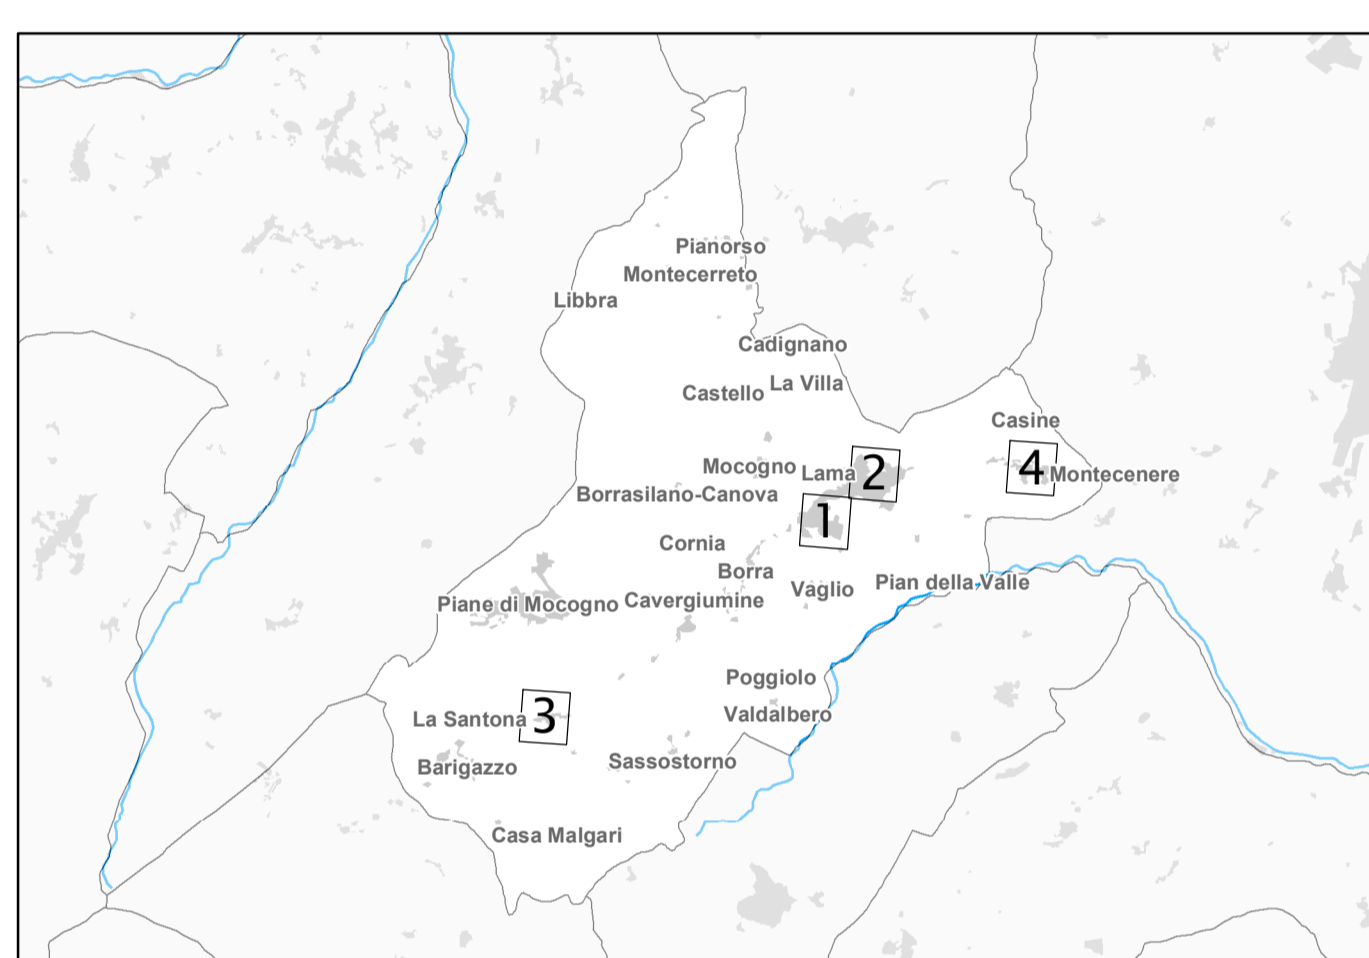 Pianorso
Montecerreto
Libbra
Cadignano
La Villa
Castello
Casine
Mocogno
Lama
2
4
Montecenere
Borrasilano-Canova
1
Cornia
Borra
Vaglio
Pian della Valle
Piane di Mocogno
Cavergiumine
Poggiolo
Valdalbero
La Santona
3
Barigazzo
Sassostorno
Casa Malgari